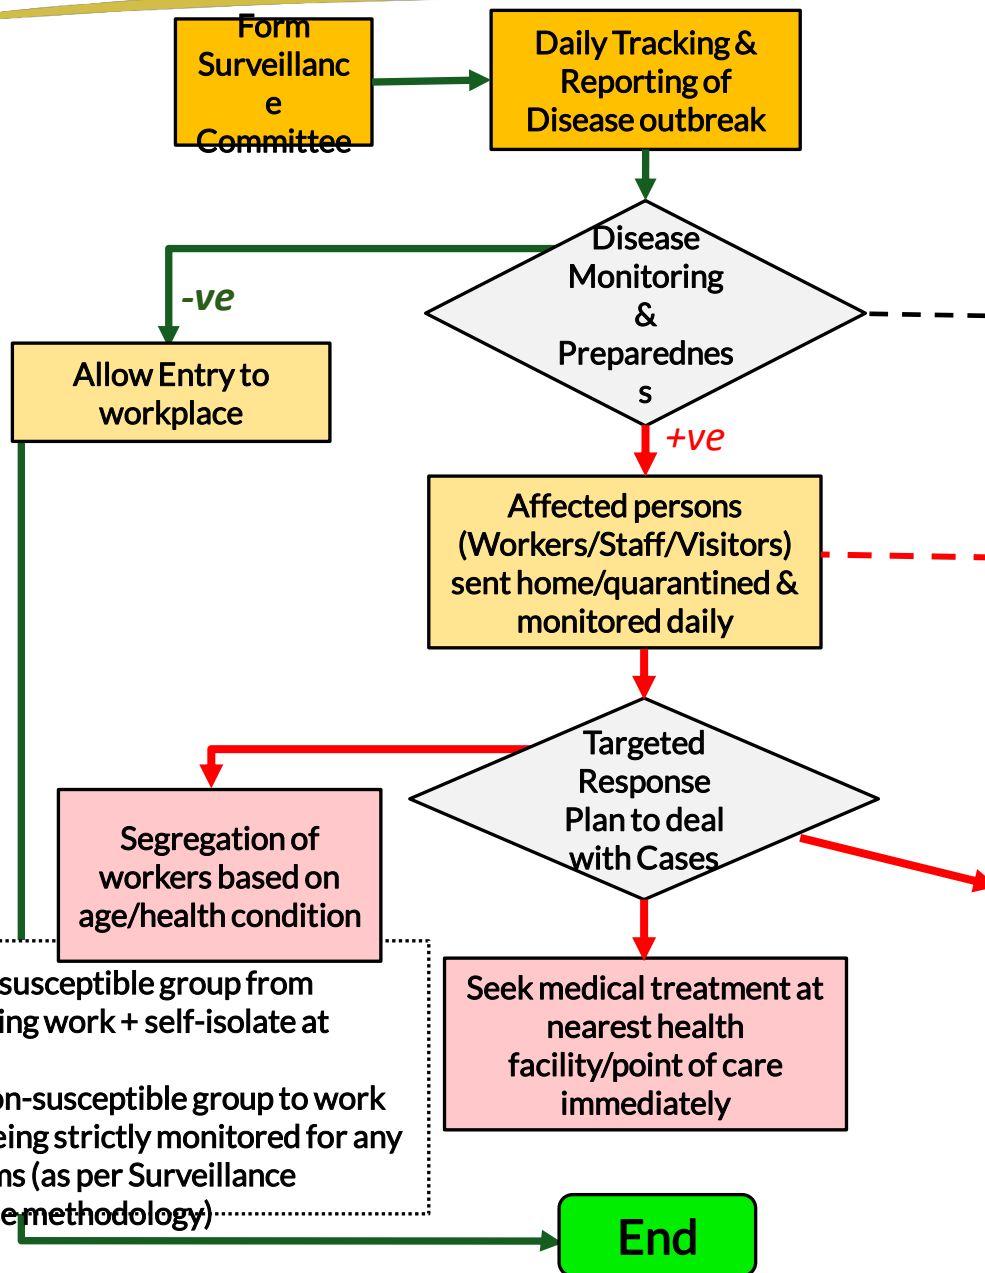 Form
Surveillanc
e
Committee
Daily Tracking &
Reporting of
Disease outbreak
Disease
Monitoring
&
Preparednes
s
-ve
Allow Entry to
workplace
+ve
Affected persons
(Workers/Staff/Visitors)
sent home/quarantined &
monitored daily
Targeted
Response
Plan to deal
with Cases
Segregation of
workers based on
age/health condition
susceptible group from
ing work + self-isolate at
on-susceptible group to work
eing strictly monitored for any
ms (as per Surveillance
e methodology)
Seek medical treatment at
nearest health
facility/point of care
immediately
End